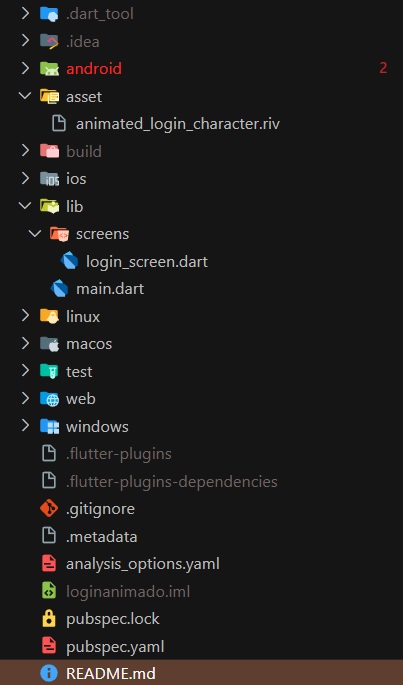 .dart_tool
.idea
android 2
asset
animated_login_character.riv
build
iOS ios
lib
screens
login_screen.dart
main.dart
linux
macos
test
web
windows
.flutter-plugins
.flutter-plugins-dependencies
.gitignore
.metadata
analysis_options.yaml
loginanimado.iml
pubspec.lock
pubspec.yaml
README.md